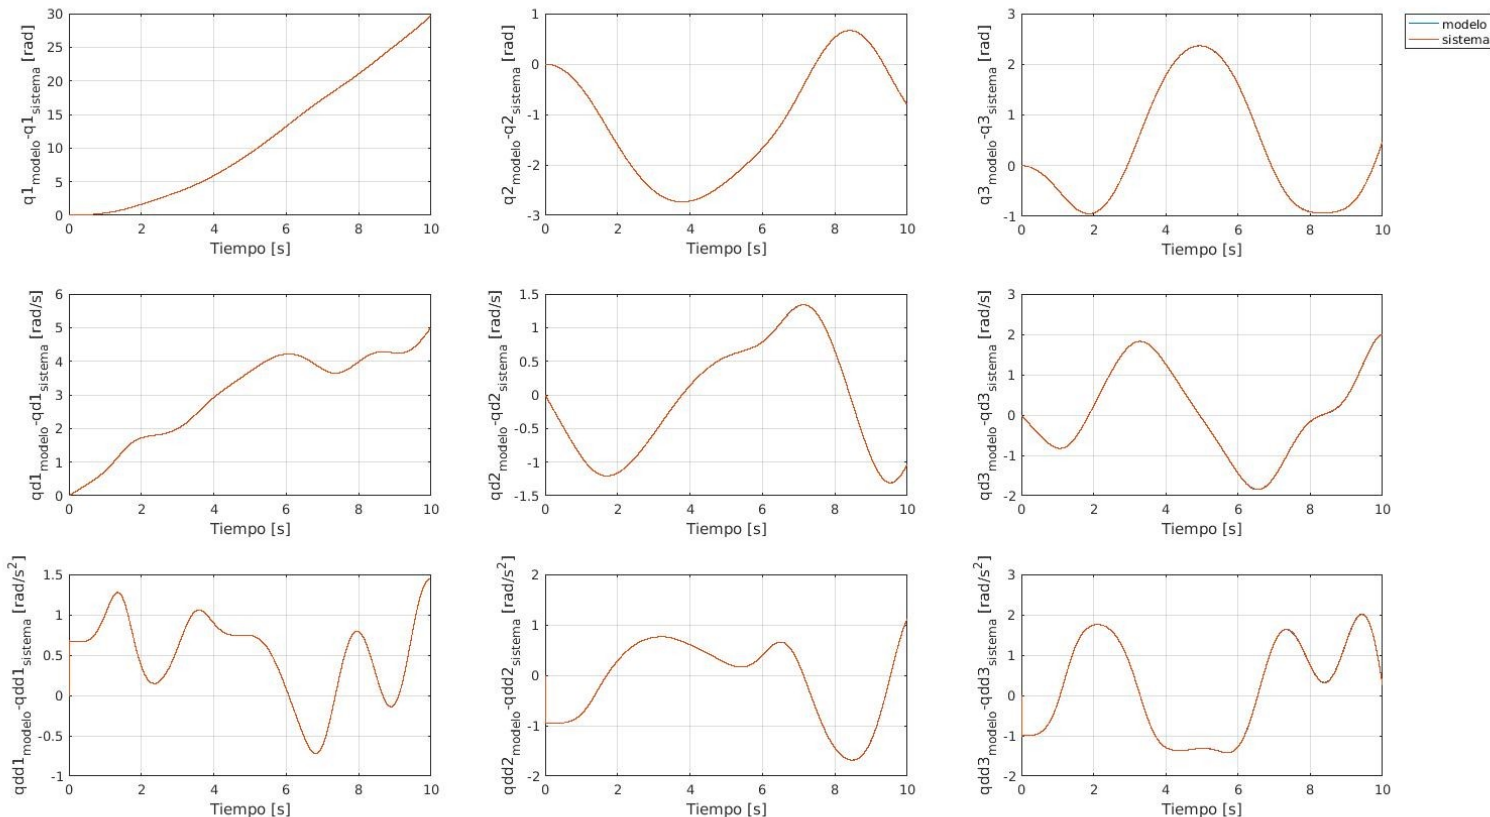 modelo
sistema
q1modelo-q1sistema [rad]
30
25
20
15
10
5
0
0 2 4 6 8 10
Tiempo [s]
q2modelo-q2sistema [rad]
1
0
-1
-2
-3
0 2 4 6 8 10
Tiempo [s]
q3modelo-q3sistema [rad]
3
2
1
0
-1
0 2 4 6 8 10
Tiempo [s]
qd1modelo-qd1sistema [rad/s]
6
5
4
3
2
1
0
0 2 4 6 8 10
Tiempo [s]
qd2modelo-qd2sistema [rad/s]
1.5
1
0.5
0
-0.5
-1
-1.5
0 2 4 6 8 10
Tiempo [s]
qd3modelo-qd3sistema [rad/s]
3
2
1
0
-1
-2
0 2 4 6 8 10
Tiempo [s]
qdd1modelo-qdd1sistema [rad/s²]
1.5
1
0.5
0
-0.5
-1
0 2 4 6 8 10
Tiempo [s]
qdd2modelo-qdd2sistema [rad/s²]
2
1
0
-1
-2
0 2 4 6 8 10
Tiempo [s]
qdd3modelo-qdd3sistema [rad/s²]
3
2
1
0
-1
-2
0 2 4 6 8 10
Tiempo [s]